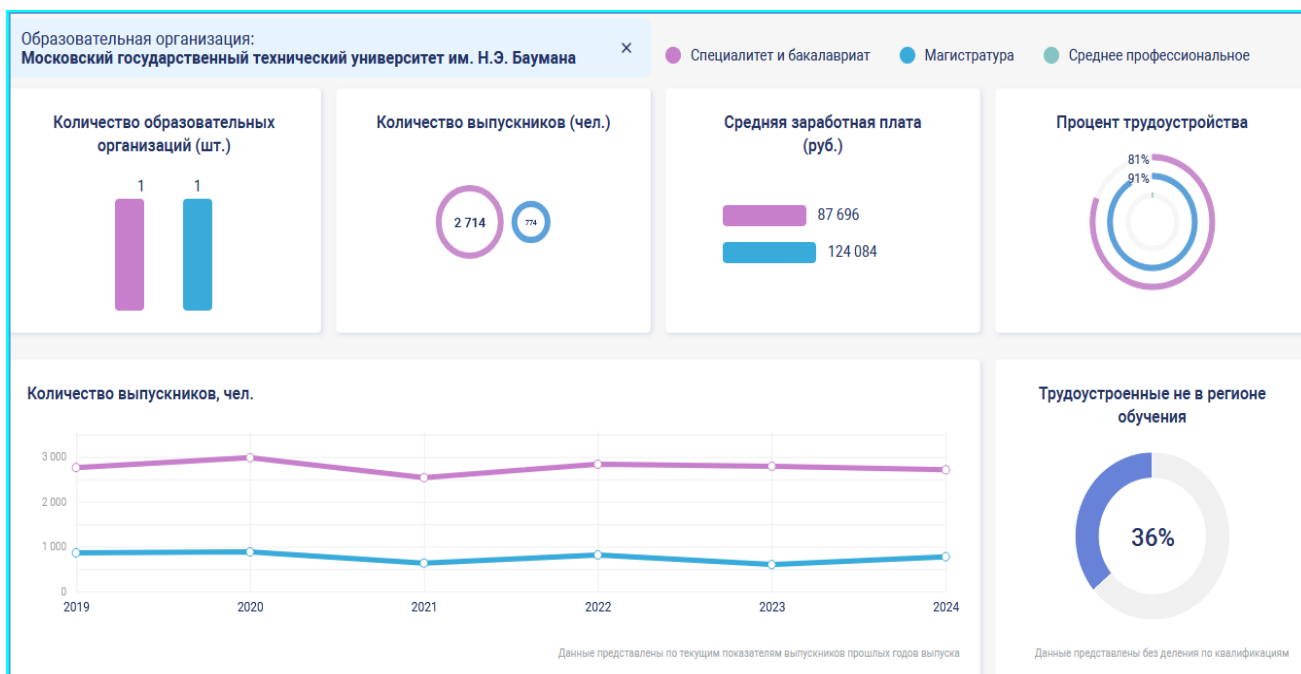 Образовательная организация:
Московский государственный технический университет им. Н.Э. Баумана
×
Специалитет и бакалавриат
Магистратура
Среднее профессиональное
Количество образовательных
организаций (шт.)
1
1
Количество выпускников (чел.)
2 714
774
Средняя заработная плата
(руб.)
87 696
124 084
Процент трудоустройства
81%
91%
Количество выпускников, чел.
3 000
2 000
1 000
0
2019
2020
2021
2022
2023
2024
Данные представлены по текущим показателям выпускников прошлых годов выпуска
Трудоустроенные не в регионе
обучения
36%
Данные представлены без деления по квалификациям